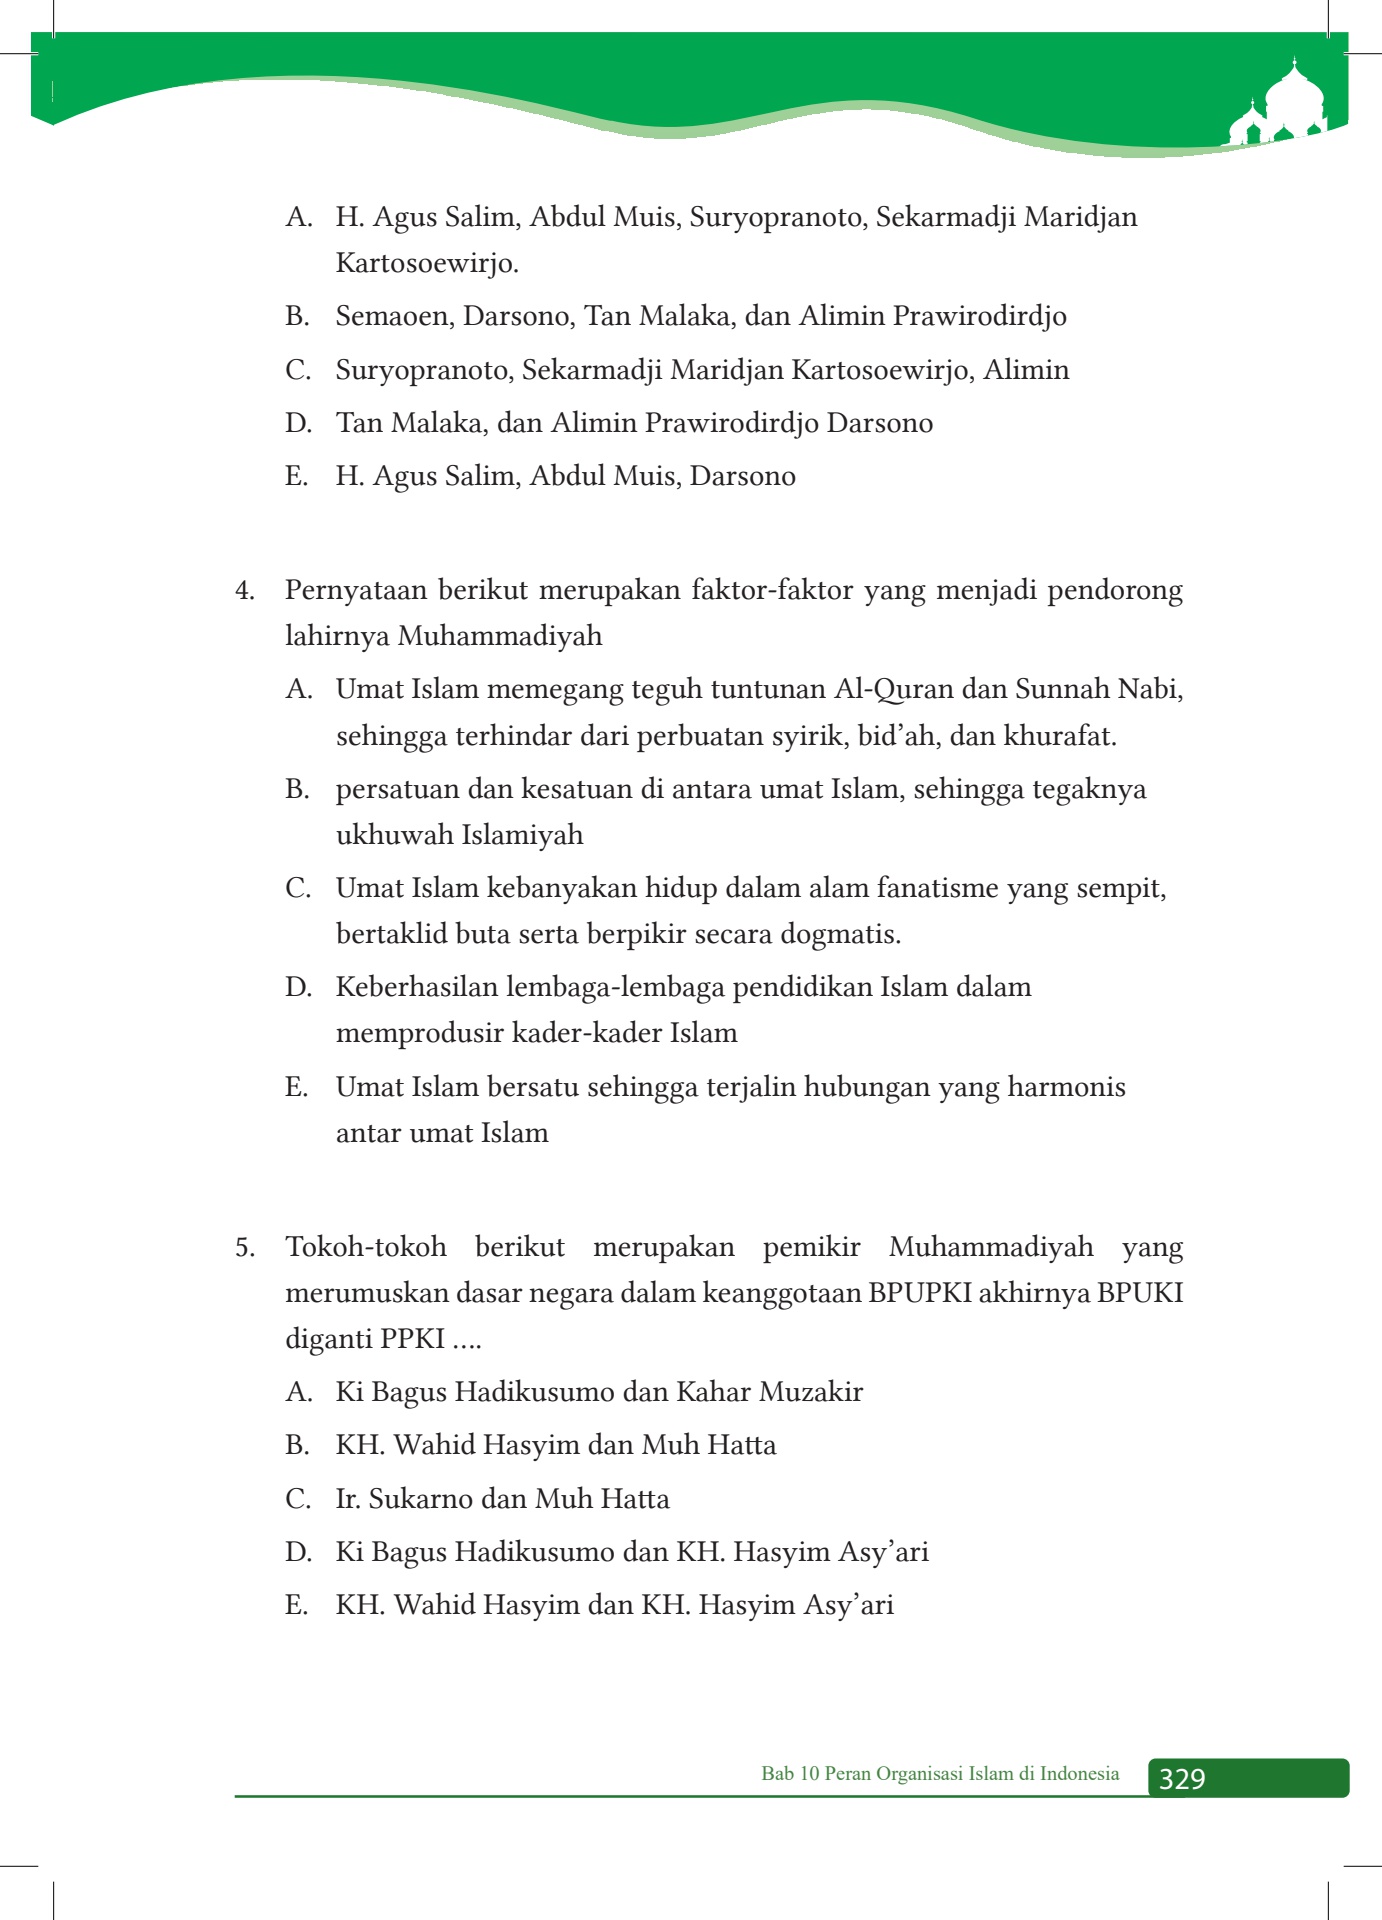 A. H. Agus Salim, Abdul Muis, Suryopranoto, Sekarmadji Maridjan
Kartosoewirjo.
B. Semaoen, Darsono, Tan Malaka, dan Alimin Prawirodirdjo
C. Suryopranoto, Sekarmadji Maridjan Kartosoewirjo, Alimin
D. Tan Malaka, dan Alimin Prawirodirdjo Darsono
E. H. Agus Salim, Abdul Muis, Darsono
4. Pernyataan berikut merupakan faktor-faktor yang menjadi pendorong
lahirnya Muhammadiyah
A. Umat Islam memegang teguh tuntunan Al-Quran dan Sunnah Nabi,
sehingga terhindar dari perbuatan syirik, bid’ah, dan khurafat.
B. persatuan dan kesatuan di antara umat Islam, sehingga tegaknya
ukhuwah Islamiyah
C. Umat Islam kebanyakan hidup dalam alam fanatisme yang sempit,
bertaklid buta serta berpikir secara dogmatis.
D. Keberhasilan lembaga-lembaga pendidikan Islam dalam
memprodusir kader-kader Islam
E. Umat Islam bersatu sehingga terjalin hubungan yang harmonis
antar umat Islam
5. Tokoh-tokoh berikut merupakan pemikir Muhammadiyah yang
merumuskan dasar negara dalam keanggotaan BPUPKI akhirnya BPUKI
diganti PPKI ….
A. Ki Bagus Hadikusumo dan Kahar Muzakir
B. KH. Wahid Hasyim dan Muh Hatta
C. Ir. Sukarno dan Muh Hatta
D. Ki Bagus Hadikusumo dan KH. Hasyim Asy’ari
E. KH. Wahid Hasyim dan KH. Hasyim Asy’ari
Bab 10 Peran Organisasi Islam di Indonesia 329